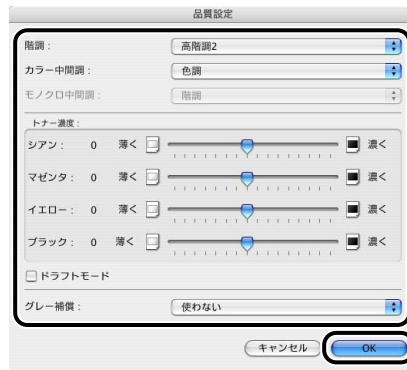 品質設定
階調： 高階調2
カラー中間調： 色調
モノクロ中間調： 階調
トナー濃度：
シアン： 0 薄く 濃く
マゼンタ： 0 薄く 濃く
イエロー： 0 薄く 濃く
ブラック： 0 薄く 濃く
ドラフトモード
グレー補償： 使わない
キャンセル OK